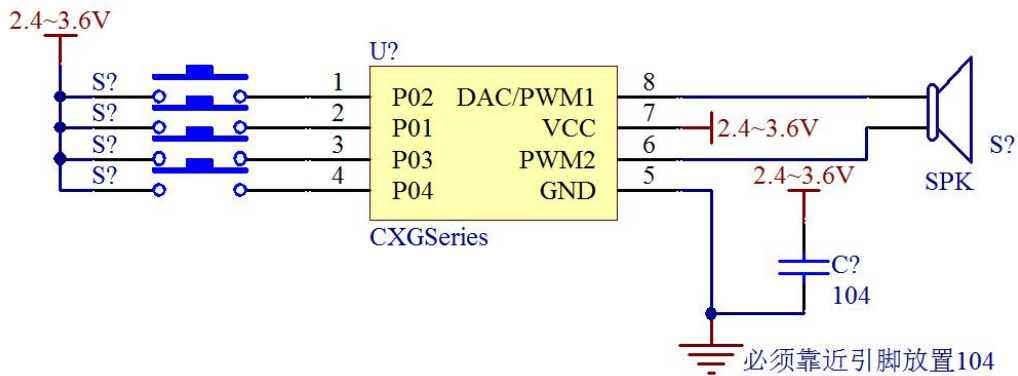 2.4~3.6V
U?
S? 1 P02 DAC/PWM1 8
S? 2 P01 VCC 7 2.4~3.6V
S? 3 P03 PWM2 6 S?
S? 4 P04 GND 5 2.4~3.6V SPK
CXGSeries
C?
104
必须靠近引脚放置104